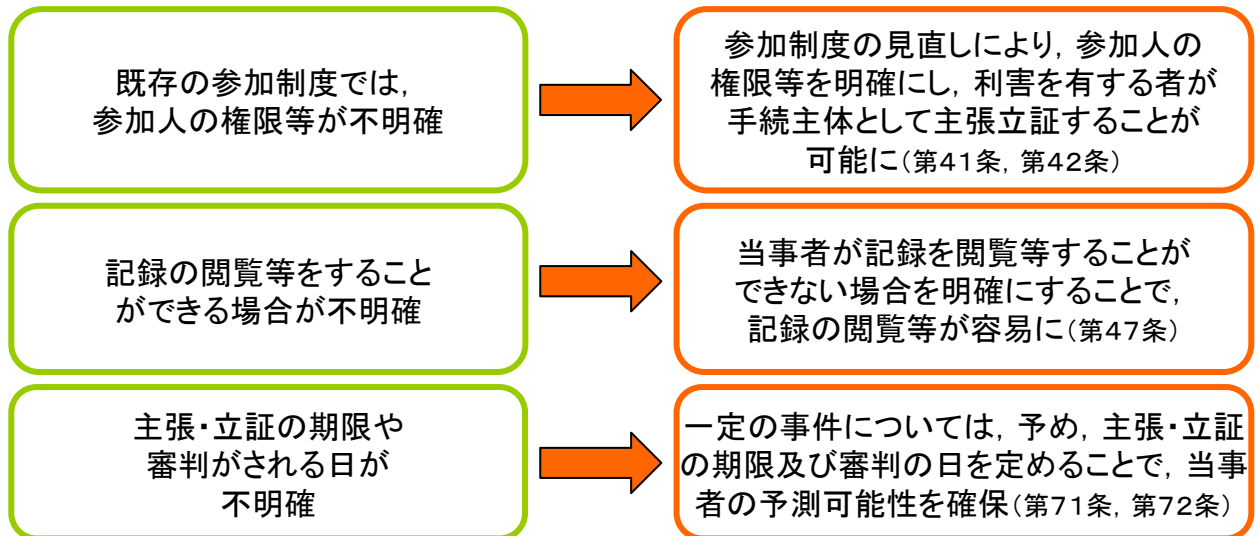 既存の参加制度では,
参加人の権限等が不明確
参加制度の見直しにより, 参加人の
権限等を明確にし, 利害を有する者が
手続主体として主張立証することが
可能に(第41条, 第42条)
記録の閲覧等をすること
ができる場合が不明確
当事者が記録を閲覧等することが
できない場合を明確にすることで,
記録の閲覧等が容易に(第47条)
主張・立証の期限や
審判がされる日が
不明確
一定の事件については, 予め, 主張・立証
の期限及び審判の日を定めることで, 当事
者の予測可能性を確保(第71条, 第72条)